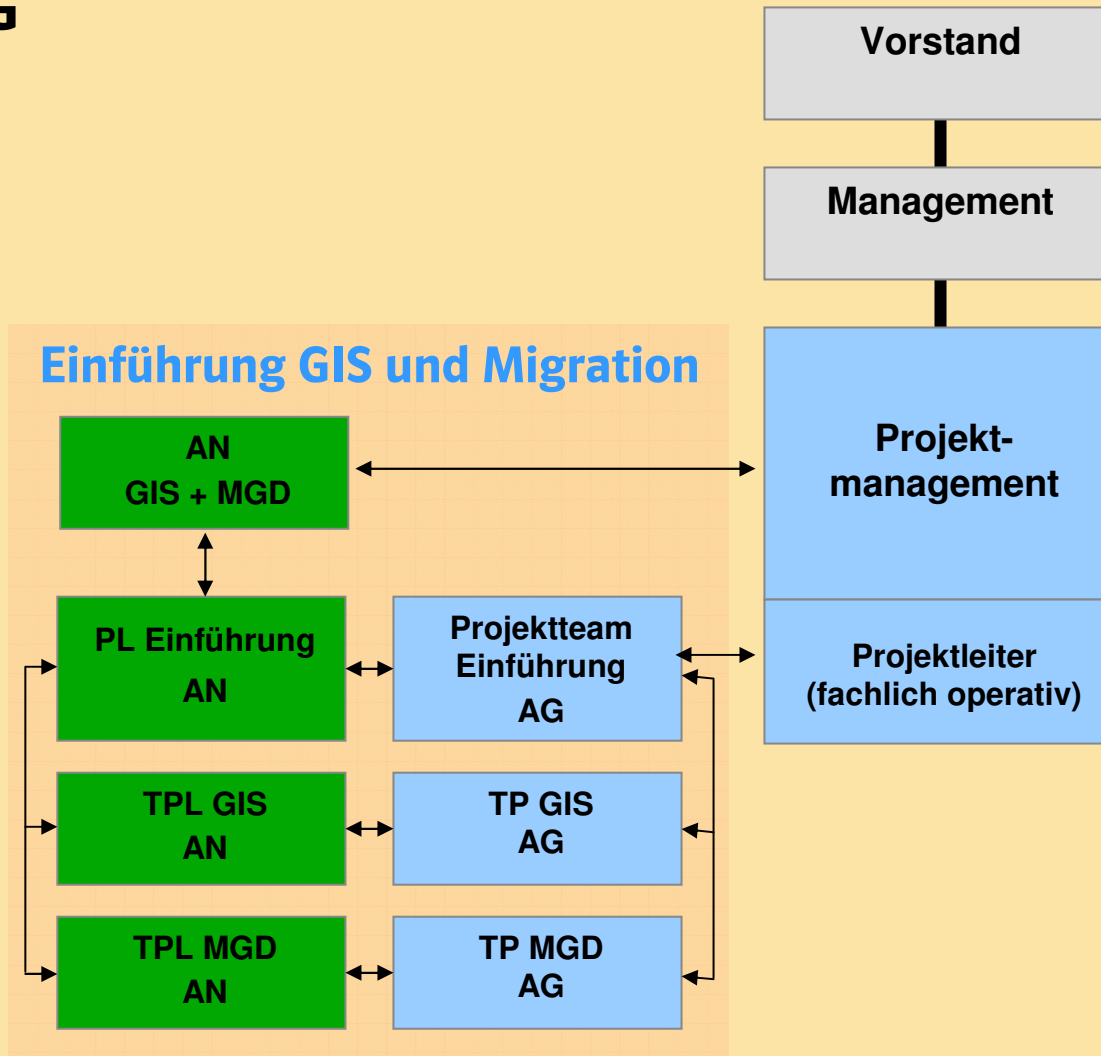 G
Vorstand
Management
Einführung GIS und Migration
AN
GIS + MGD
Projekt-
management
PL Einführung
AN
Projektteam
Einführung
AG
Projektleiter
(fachlich operativ)
TPL GIS
AN
TP GIS
AG
TPL MGD
AN
TP MGD
AG